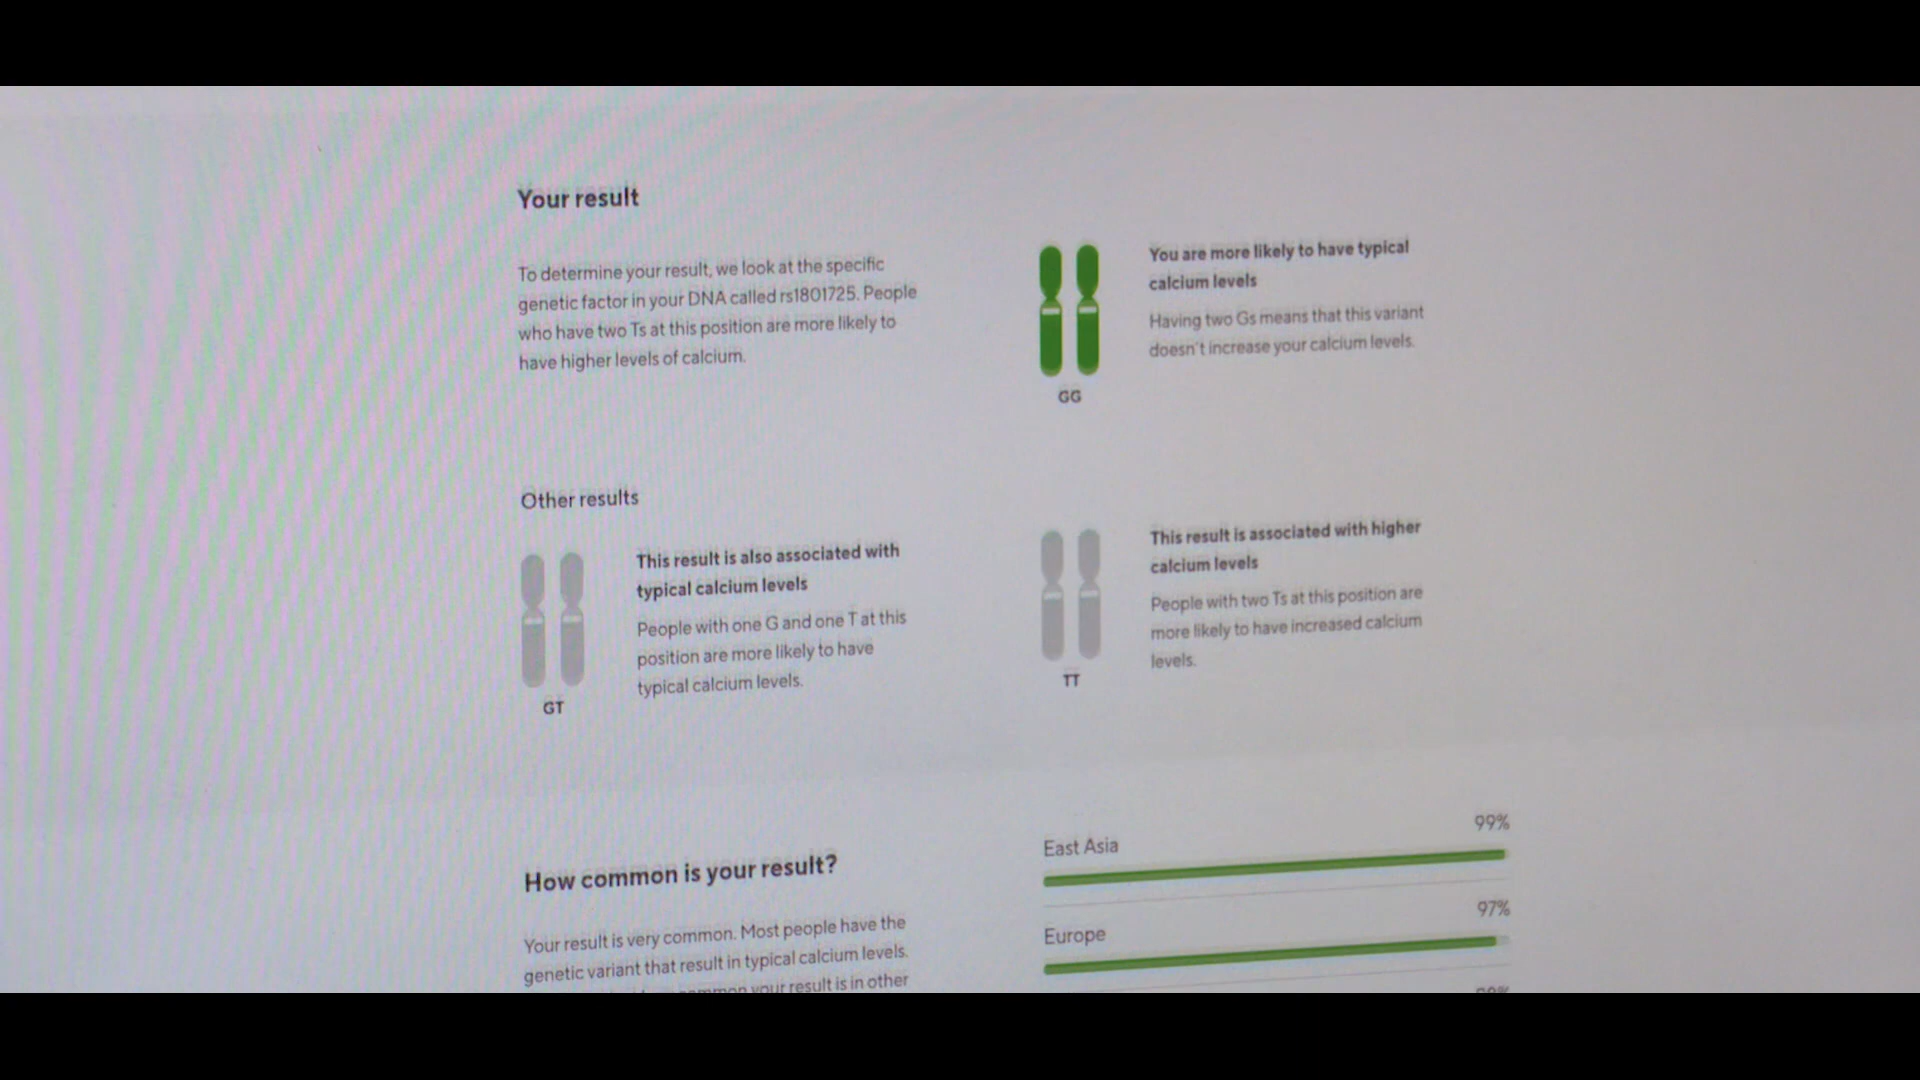 Your result
To determine your result, we look at the specific
genetic factor in your DNA called rs1801725. People
who have two Ts at this position are more likely to
have higher levels of calcium.
GG
You are more likely to have typical
calcium levels
Having two Gs means that this variant
doesn't increase your calcium levels.
Other results
GT
This result is also associated with
typical calcium levels
People with one G and one T at this
position are more likely to have
typical calcium levels.
TT
This result is associated with higher
calcium levels
People with two Ts at this position are
more likely to have increased calcium
levels.
How common is your result?
Your result is very common. Most people have the
genetic variant that result in typical calcium levels.
your result is in other
East Asia
99%
Europe
97%